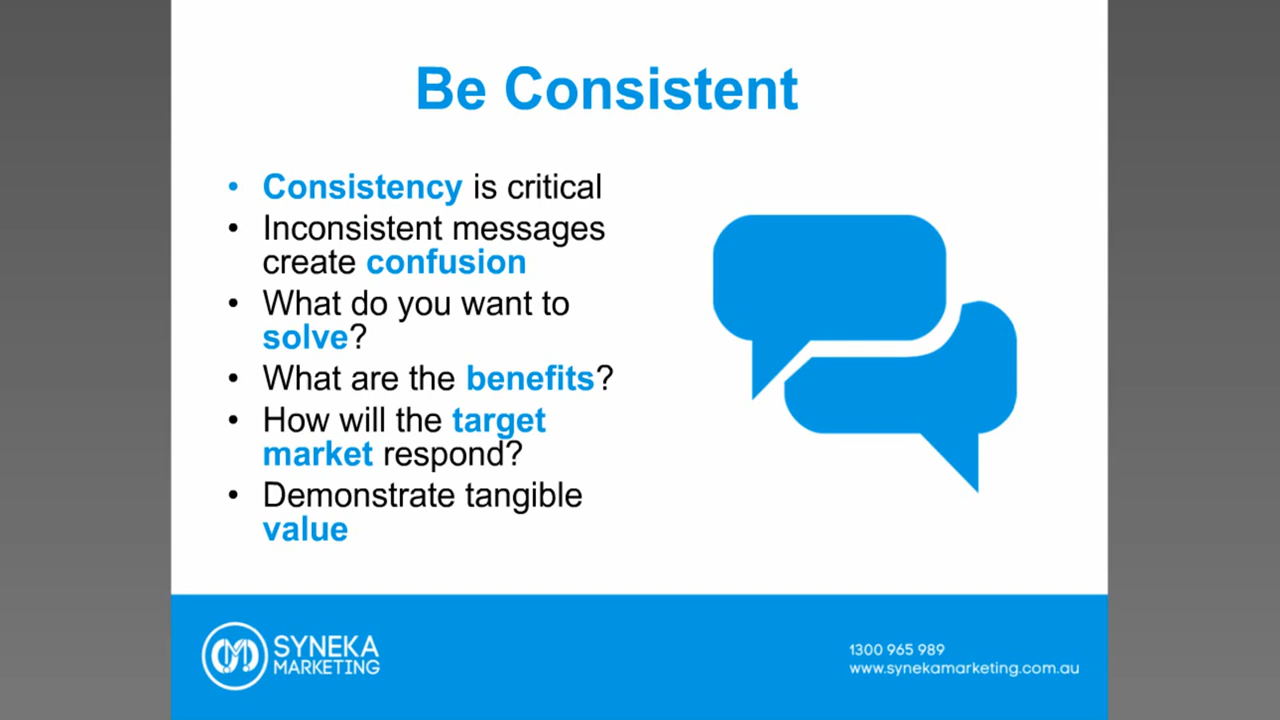 Be Consistent
• Consistency is critical
• Inconsistent messages
create confusion
• What do you want to
solve?
• What are the benefits?
• How will the target
market respond?
• Demonstrate tangible
value
SYNEKA
MARKETING
1300 965 989
www.synekamarketing.com.au